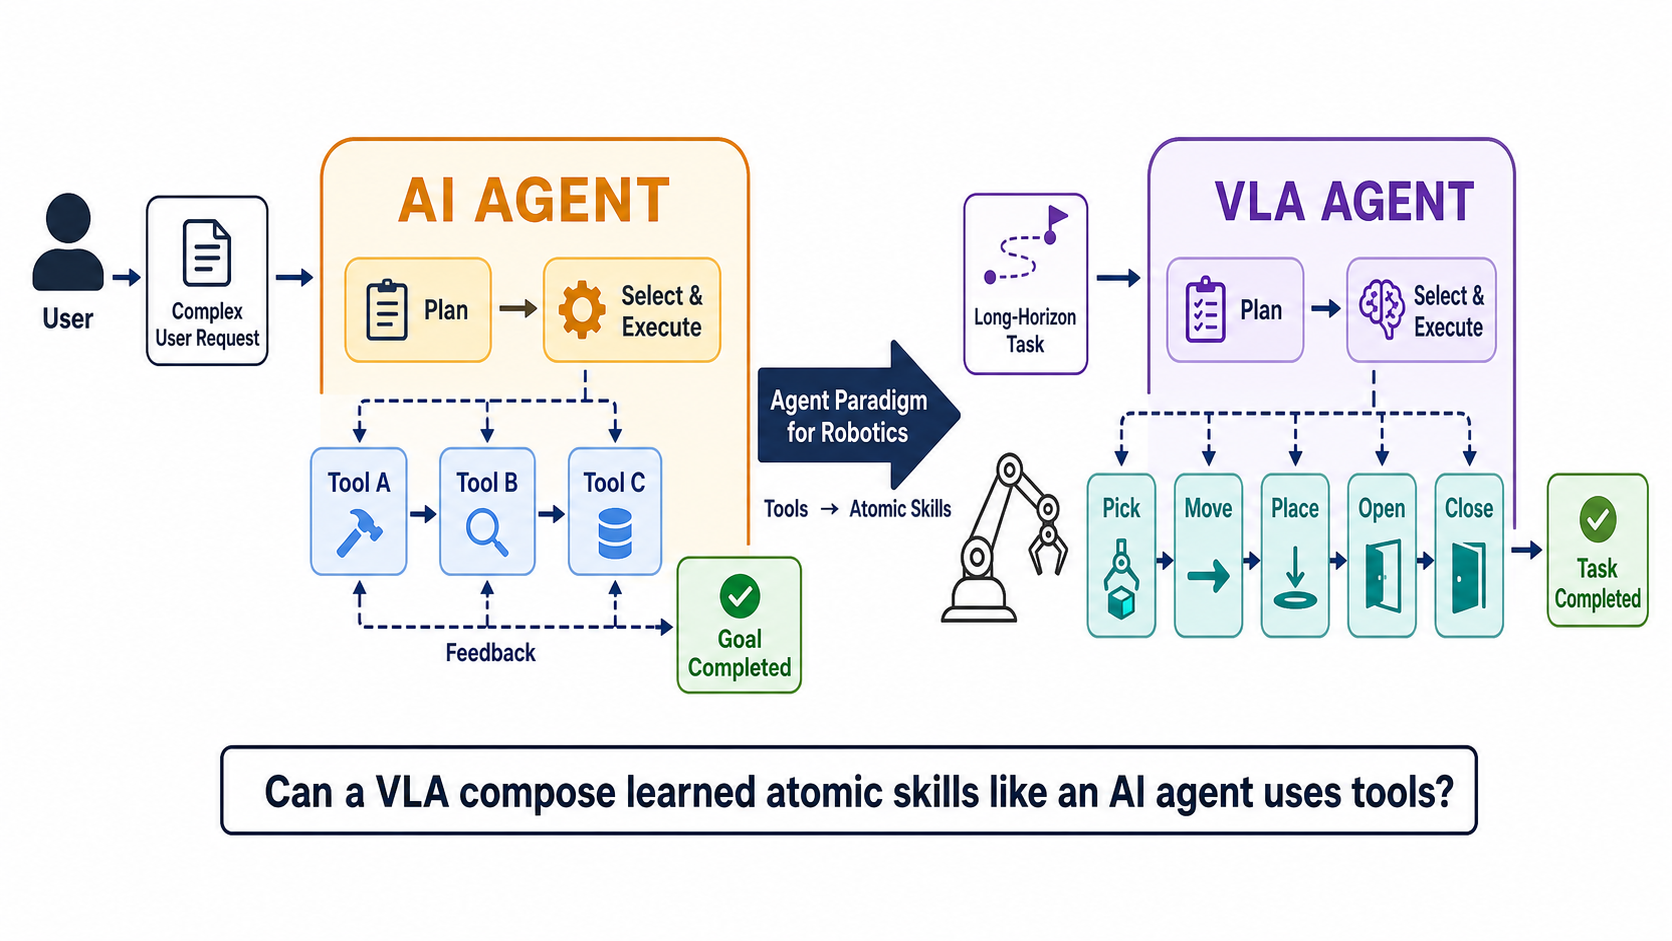 User
Complex
User Request
AI AGENT
Plan
Select &
Execute
Tool A
Tool B
Tool C
Feedback
Goal
Completed
Agent Paradigm
for Robotics
Tools → Atomic Skills
Long-Horizon
Task
VLA AGENT
Plan
Select &
Execute
Pick
Move
Place
Open
Close
Task
Completed
Can a VLA compose learned atomic skills like an AI agent uses tools?